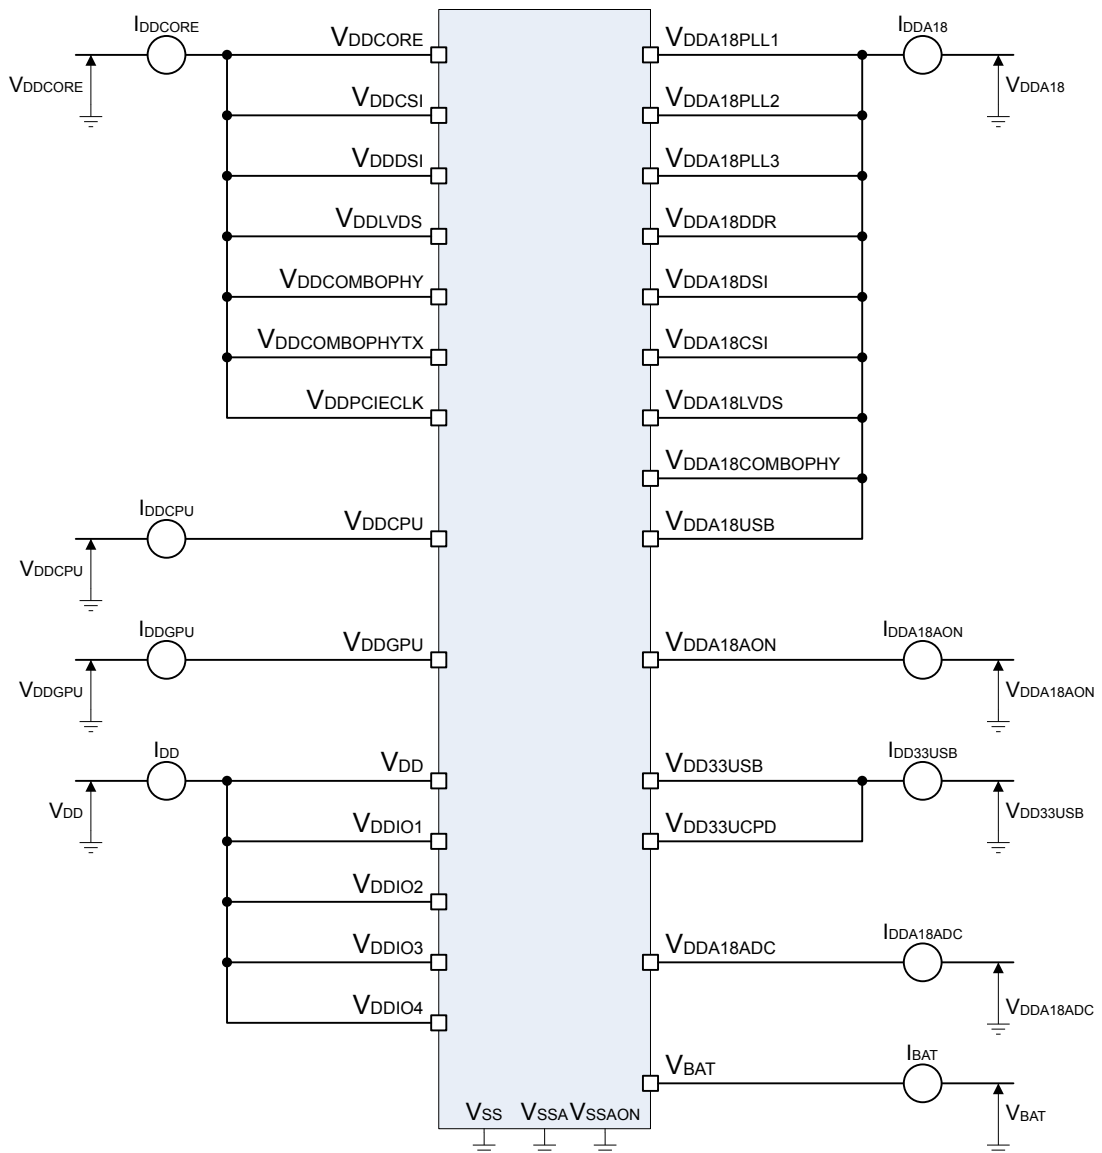 IDDCORE
VDDCORE
VDDCORE
VDDCSI
VDDDSI
VDDLVDS
VDDCOMBOPHY
VDDCOMBOPHYTX
VDDPCIECLK
IDDCPU
VDDCPU
VDDCPU
IDDGPU
VDDGPU
VDDGPU
IDD
VDD
VDD
VDDIO1
VDDIO2
VDDIO3
VDDIO4
VSS
VSSA
VSSAON
VDDA18PLL1
IDDA18
VDDA18
VDDA18PLL2
VDDA18PLL3
VDDA18DDR
VDDA18DSI
VDDA18CSI
VDDA18LVDS
VDDA18COMBOPHY
VDDA18USB
VDDA18AON
IDDA18AON
VDDA18AON
VDD33USB
IDD33USB
VDD33USB
VDD33UCPD
VDDA18ADC
IDDA18ADC
VDDA18ADC
VBAT
IBAT
VBAT